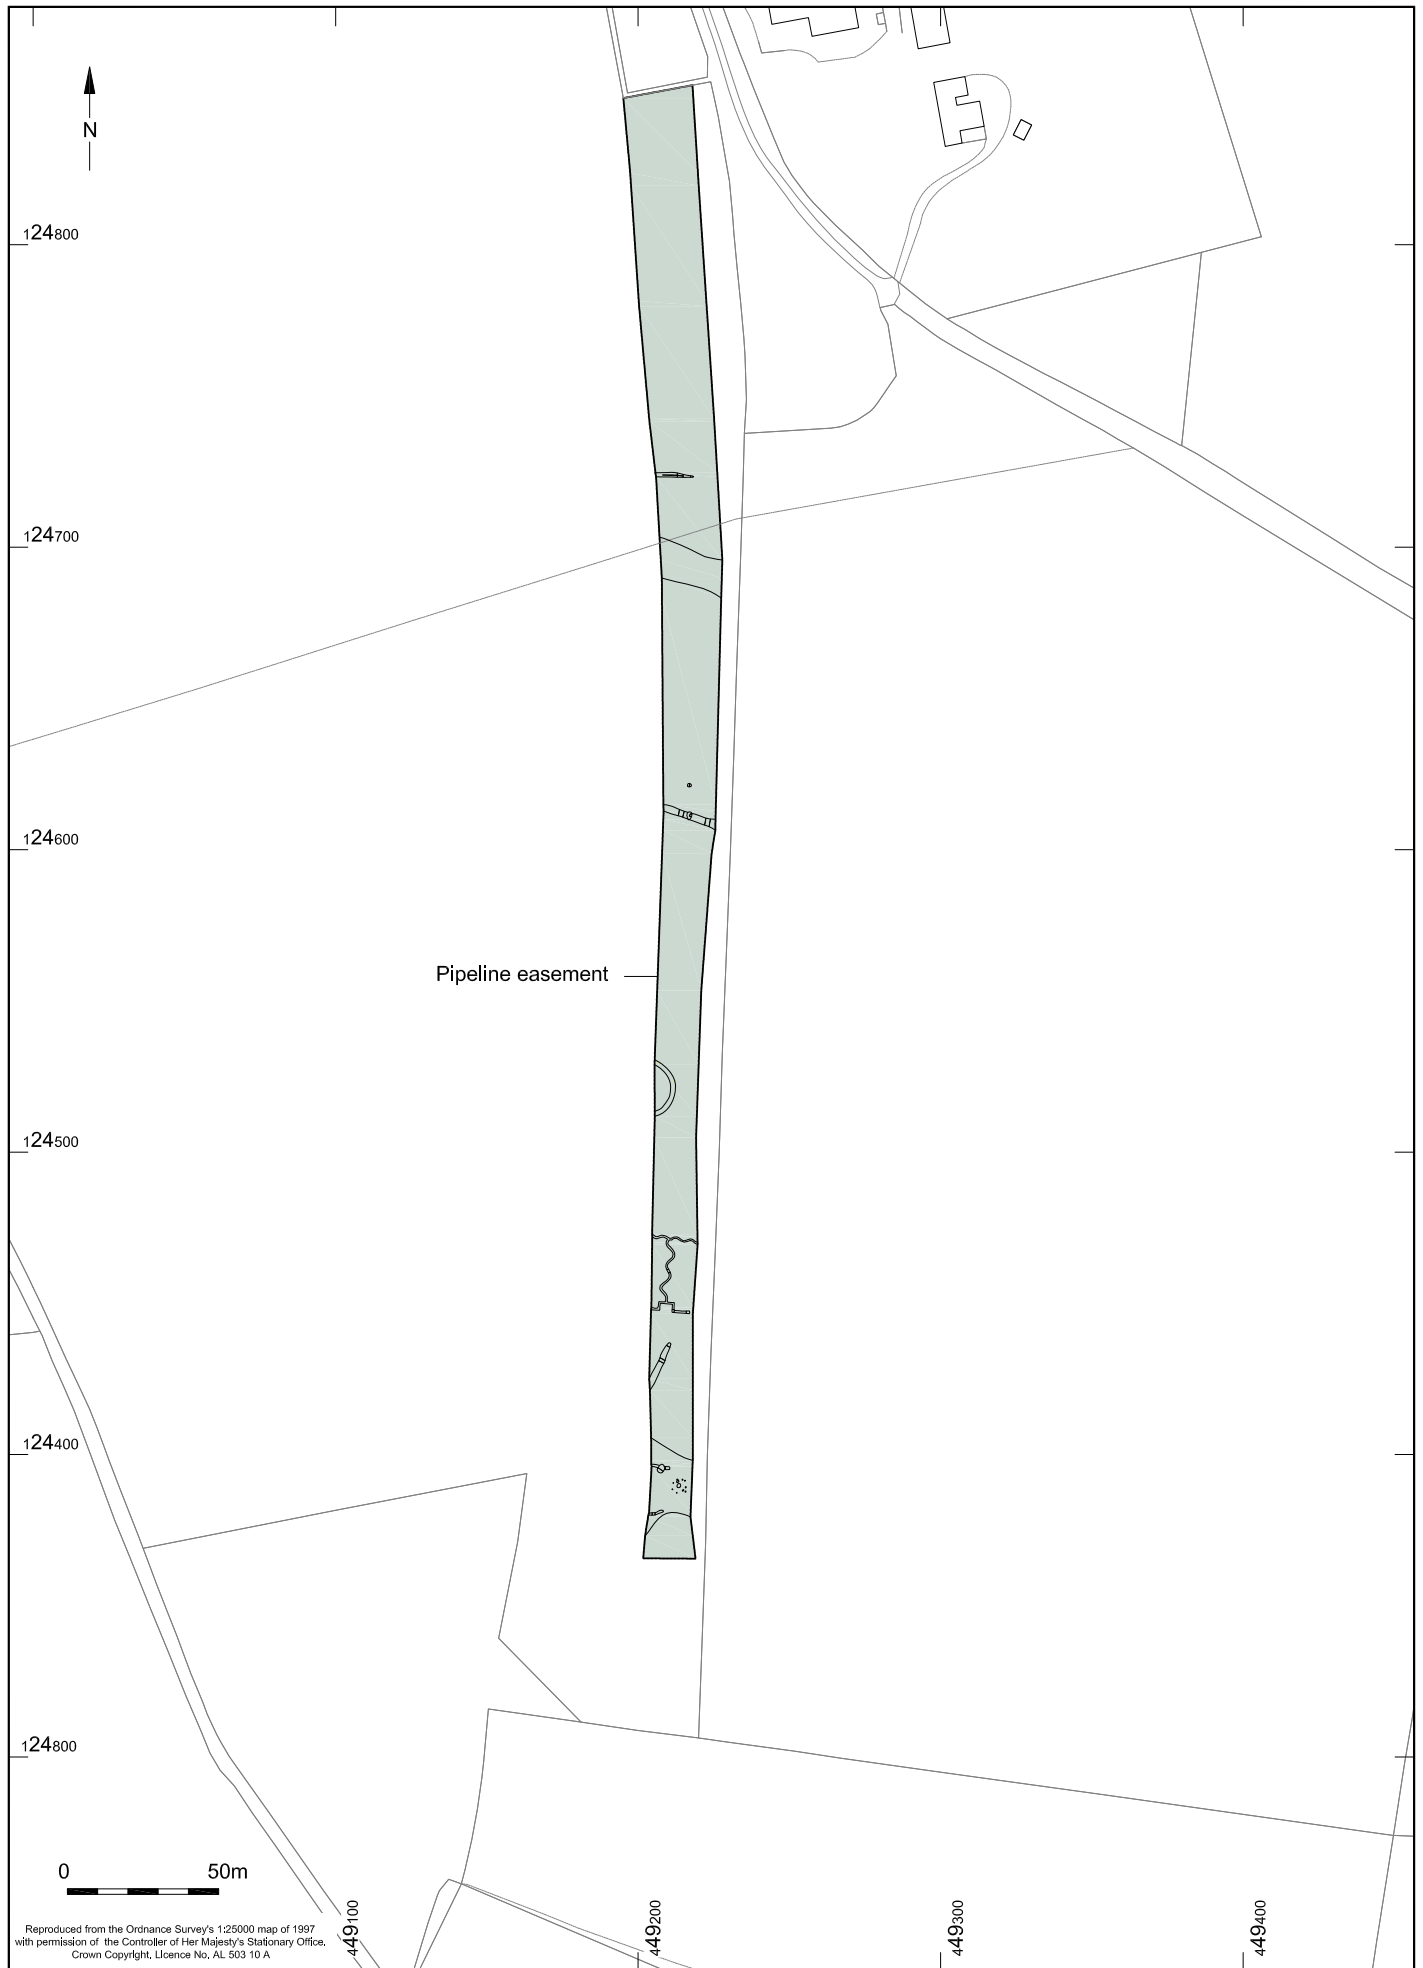 N
124800
124700
124600
Pipeline easement
124500
124400
124800
0 50m
449100
449200
449300
449400
Reproduced from the Ordnance Survey's 1:25000 map of 1997
with permission of the Controller of Her Majesty's Stationary Office,
Crown Copyright, Licence No, AL 503 10 A